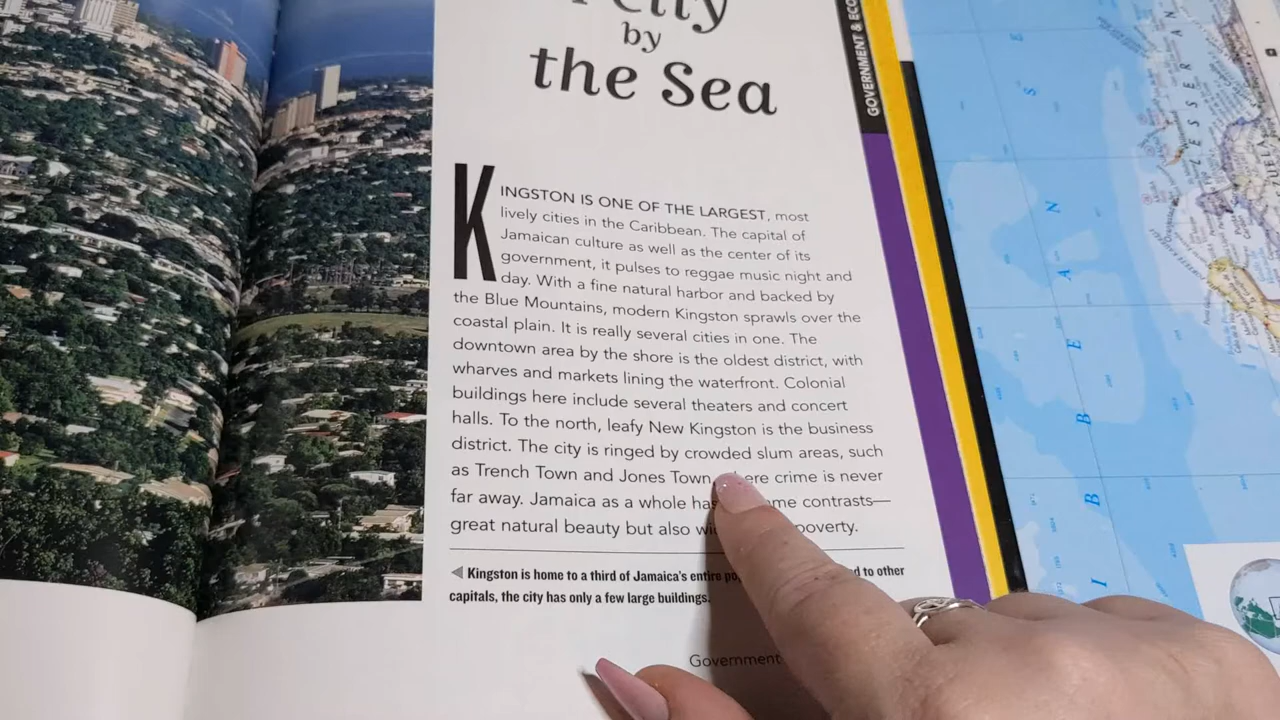 City
by
the Sea
GOVERNMENT & ECO
KINGSTON IS ONE OF THE LARGEST, most
lively cities in the Caribbean. The capital of
Jamaican culture as well as the center of its
government, it pulses to reggae music night and
day. With a fine natural harbor and backed by
the Blue Mountains, modern Kingston sprawls over the
coastal plain. It is really several cities in one. The
downtown area by the shore is the oldest district, with
wharves and markets lining the waterfront. Colonial
buildings here include several theaters and concert
halls. To the north, leafy New Kingston is the business
district. The city is ringed by crowded slum areas, such
as Trench Town and Jones Town, where crime is never
far away. Jamaica as a whole has contrasts—
great natural beauty but also poverty.
Kingston is home to a third of Jamaica's entire to other
capitals, the city has only a few large buildings.
Government